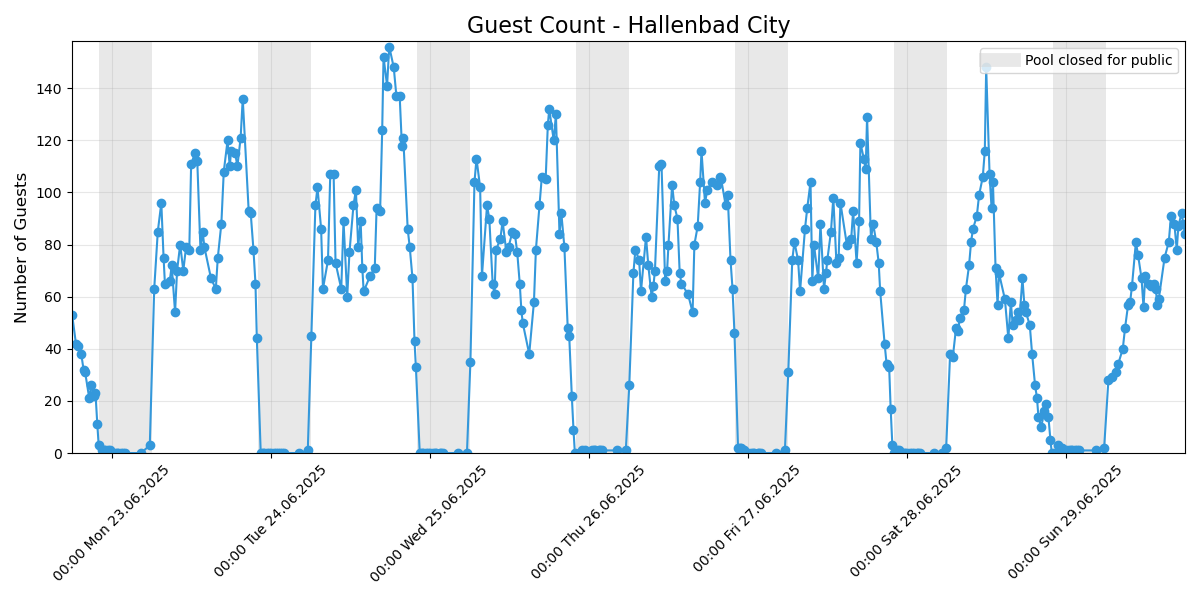 Guest Count - Hallenbad City
Pool closed for public
Number of Guests
140
120
100
80
60
40
20
0
00:00 Mon 23.06.2025
00:00 Tue 24.06.2025
00:00 Wed 25.06.2025
00:00 Thu 26.06.2025
00:00 Fri 27.06.2025
00:00 Sat 28.06.2025
00:00 Sun 29.06.2025